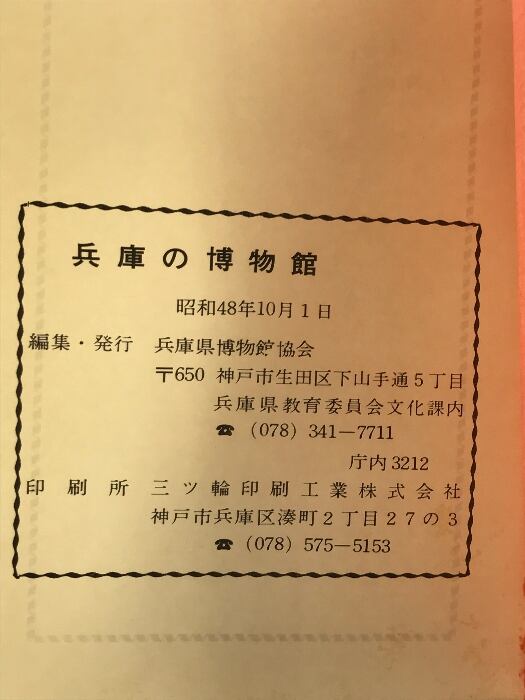 兵庫の博物館
昭和48年10月1日
編集・発行 兵庫県博物館協会
〒650 神戸市生田区下山手通5丁目
兵庫県教育委員会文化課内
☎ (078) 341―7711
庁内3212
印刷所 三ツ輪印刷工業株式会社
神戸市兵庫区湊町2丁目27の3
☎ (078) 575―5153